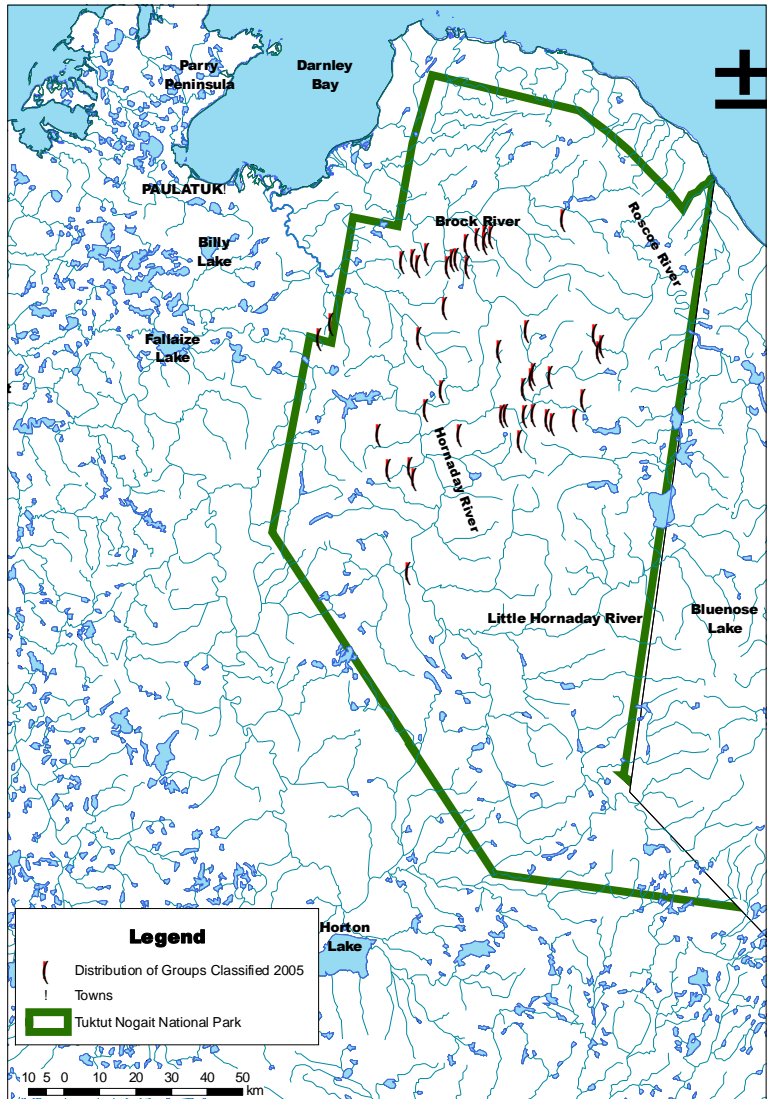 Parry
Peninsula
Darnley
Bay
PAULATUK!
Brock River
Roscoe River
Billy
Lake
Fallaize
Lake
Hornaday River
Little Hornaday River
Bluenose
Lake
Horton
Lake
Legend
Distribution of Groups Classified 2005
! Towns
Tuktut Nogait National Park
10 5 0 10 20 30 40 50
km